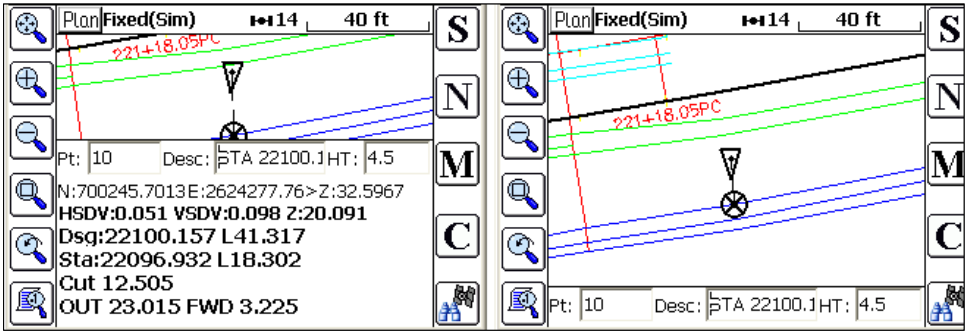 Plan Fixed(Sim) 14 40 ft
S
221+18.05PC
N
Pt: 10 Desc: STA 22100.1 HT: 4.5
M
N:700245.7013 E:2624277.76>Z:32.5967
HSDV:0.051 VSDV:0.098 Z:20.091
Dsg:22100.157 L41.317
C
Sta:22096.932 L18.302
Cut 12.505
OUT 23.015 FWD 3.225
Plan Fixed(Sim) 14 40 ft
S
N
221+18.05PC
M
C
Pt: 10 Desc: STA 22100.1 HT: 4.5